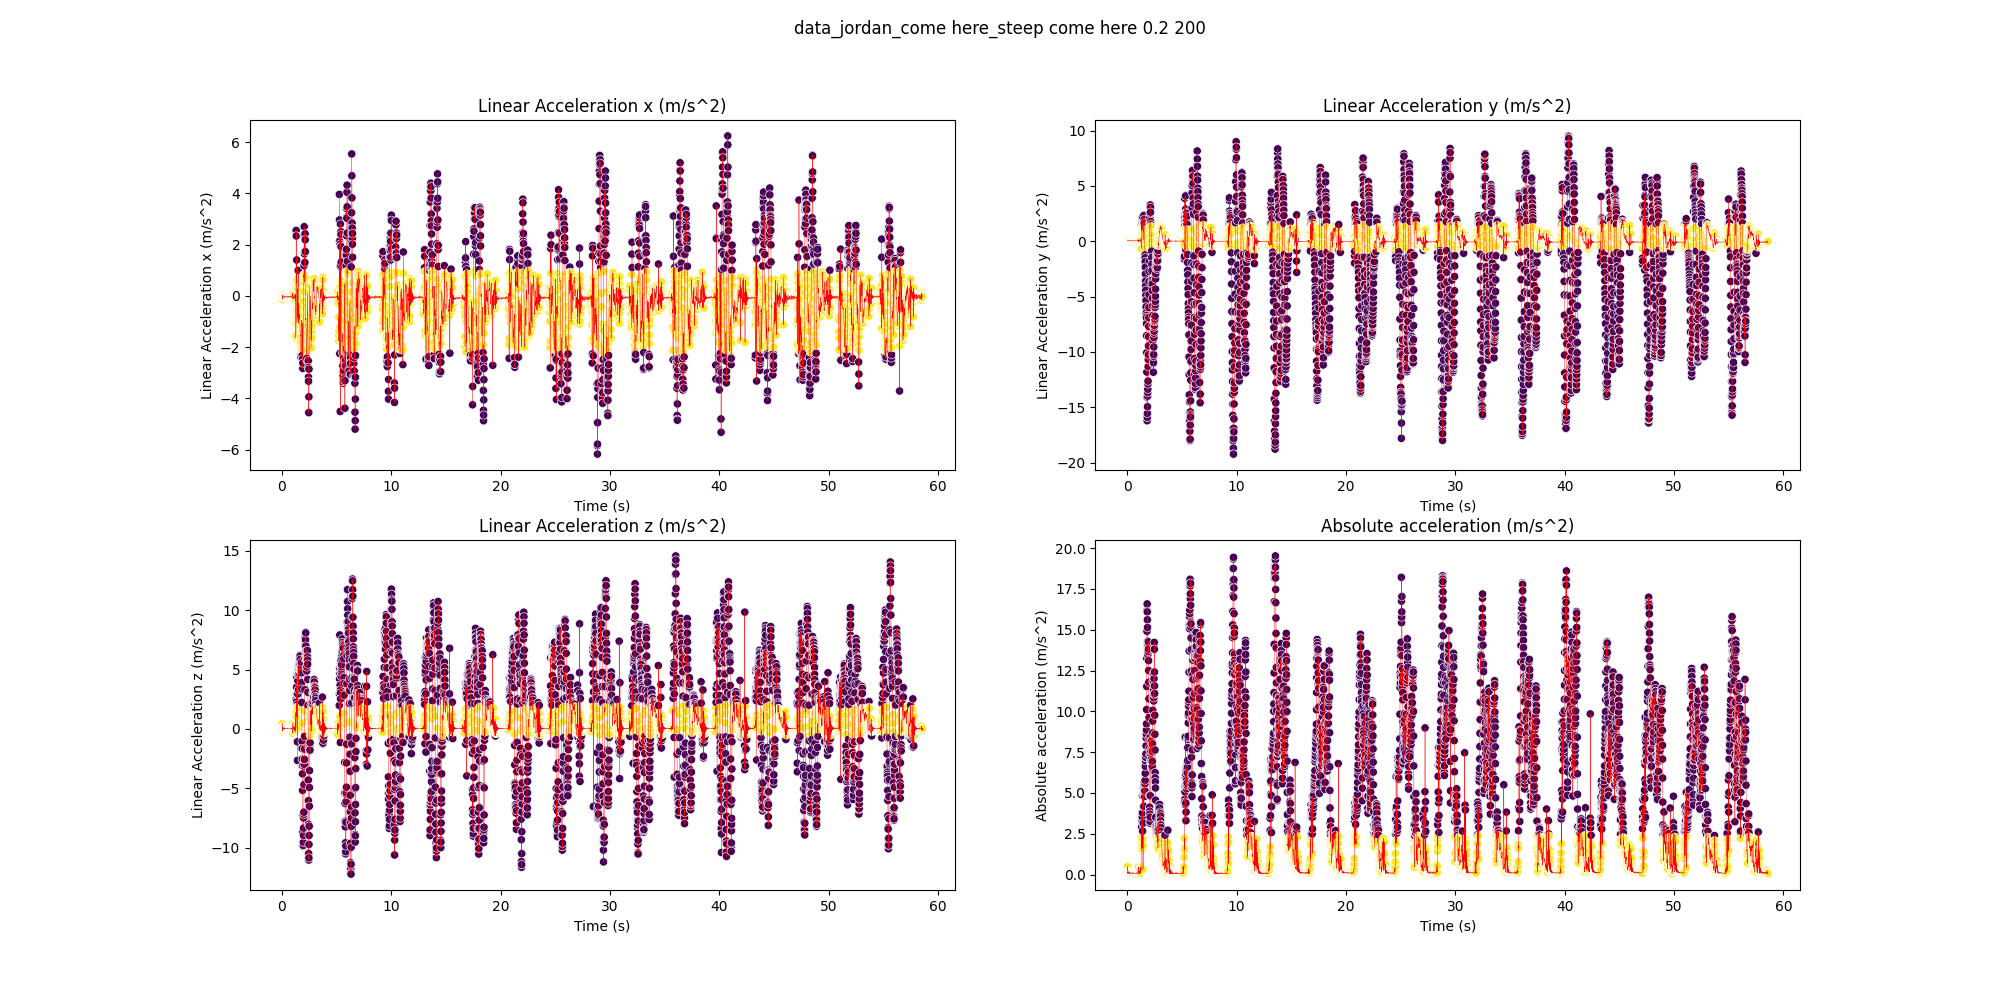 data_jordan_come here_steep come here 0.2 200
Linear Acceleration x (m/s^2)
Linear Acceleration x (m/s^2)
6
4
2
0
−2
−4
−6
0 10 20 30 40 50 60
Time (s)
Linear Acceleration y (m/s^2)
Linear Acceleration y (m/s^2)
10
5
0
−5
−10
−15
−20
0 10 20 30 40 50 60
Time (s)
Linear Acceleration z (m/s^2)
Linear Acceleration z (m/s^2)
15
10
5
0
−5
−10
0 10 20 30 40 50 60
Time (s)
Absolute acceleration (m/s^2)
Absolute acceleration (m/s^2)
20.0
17.5
15.0
12.5
10.0
7.5
5.0
2.5
0.0
0 10 20 30 40 50 60
Time (s)